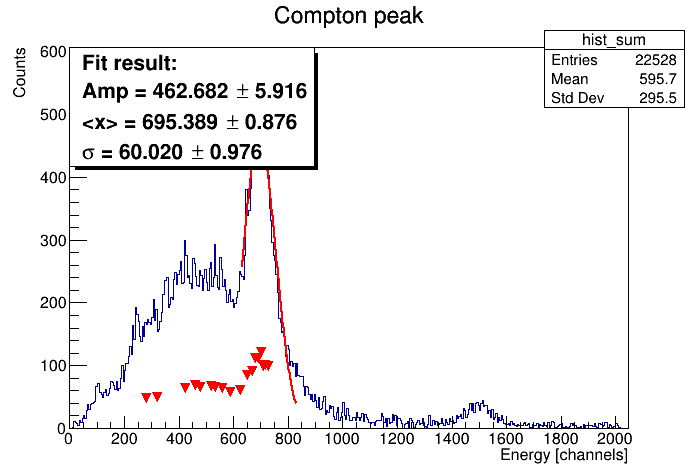 Compton peak
hist_sum
Entries 22528
Mean 595.7
Std Dev 295.5
Fit result:
Amp = 462.682 ± 5.916
<x> = 695.389 ± 0.876
σ = 60.020 ± 0.976
Counts
600
500
400
300
200
100
0
0 200 400 600 800 1000 1200 1400 1600 1800 2000
Energy [channels]